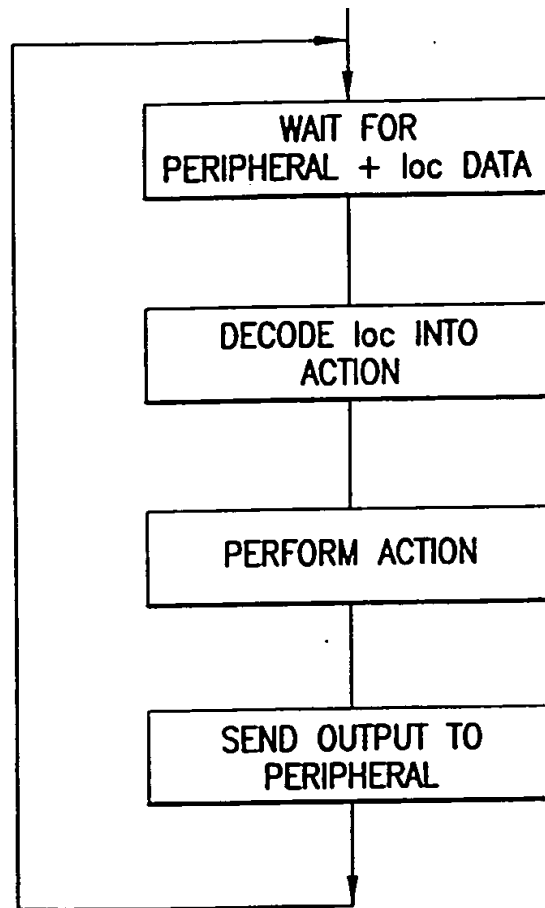 WAIT FOR
PERIPHERAL + loc DATA
DECODE loc INTO
ACTION
PERFORM ACTION
SEND OUTPUT TO
PERIPHERAL